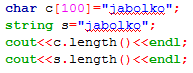 char c[100]="jabolko";
string s="jabolko";
cout<<c.length()<<endl;
cout<<s.length()<<endl;